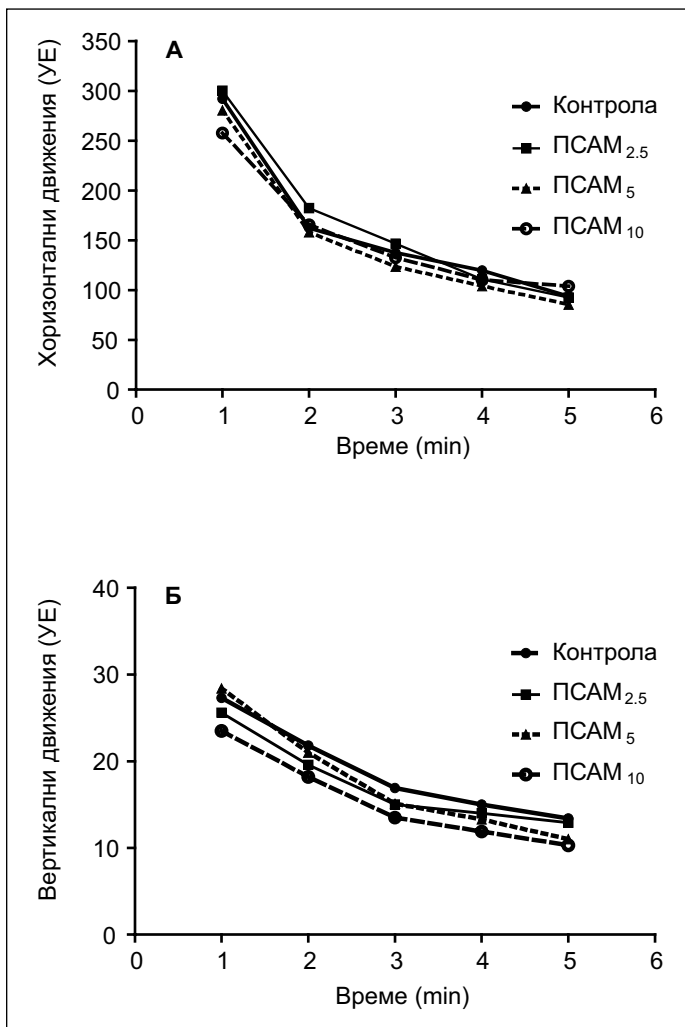 А
Хоризонтални движения (УЕ)
350
300
250
200
150
100
50
0
Контрола
ПСАМ 2.5
ПСАМ 5
ПСАМ 10
0 1 2 3 4 5 6
Време (min)
Б
Вертикални движения (УЕ)
40
30
20
10
0
Контрола
ПСАМ 2.5
ПСАМ 5
ПСАМ 10
0 1 2 3 4 5 6
Време (min)